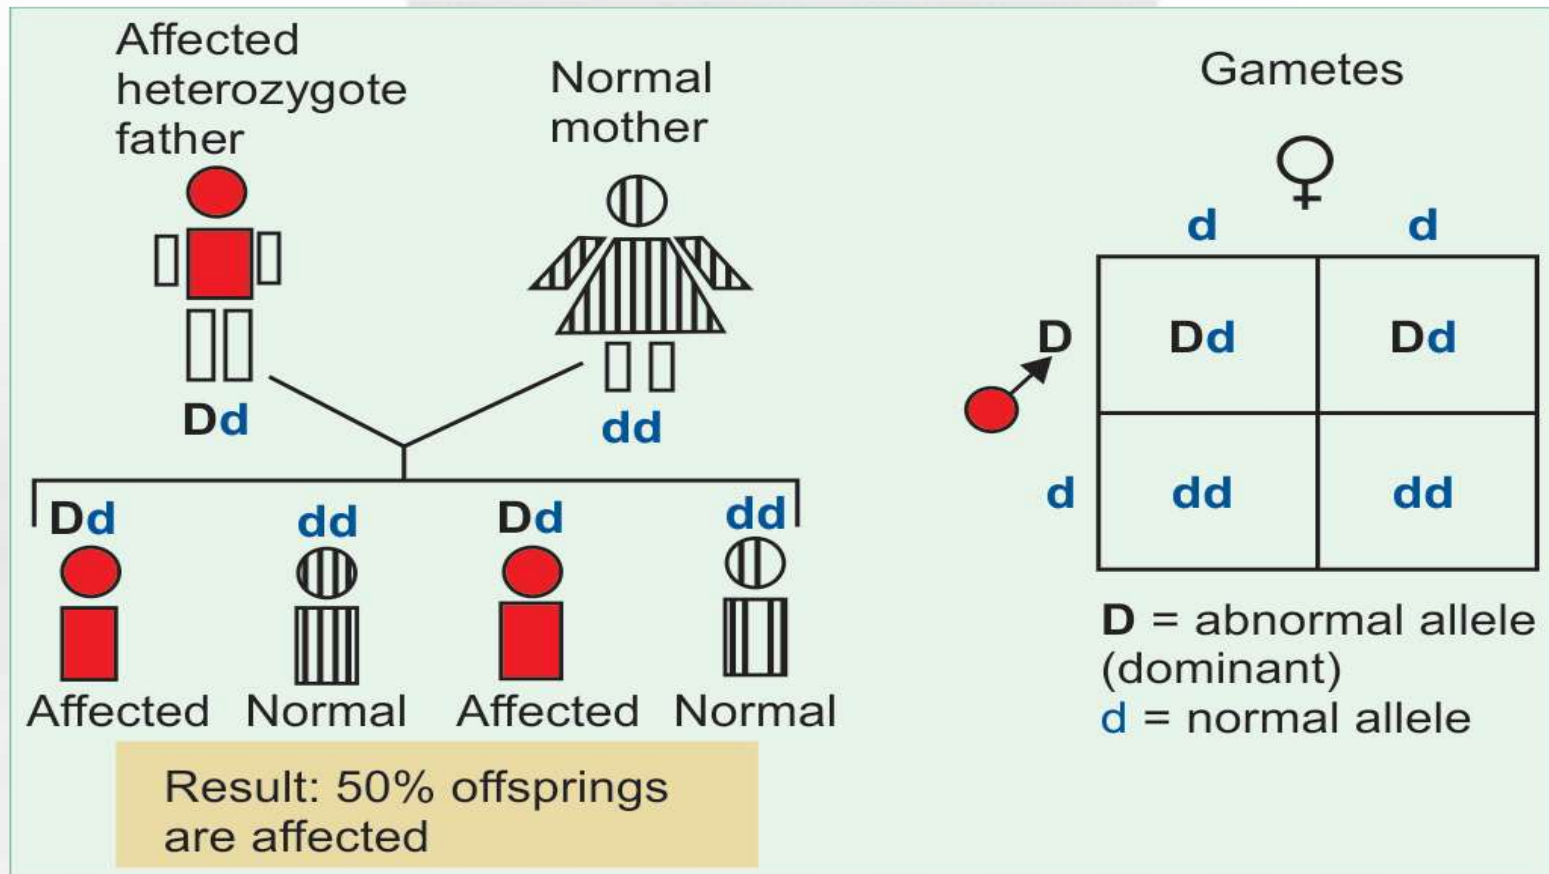 Affected
heterozygote
father
Normal
mother
Dd
dd
Dd
dd
Dd
dd
Affected
Normal
Affected
Normal
Result: 50% offsprings
are affected
Gametes
♀
d
d
D
Dd
Dd
d
dd
dd
D = abnormal allele
(dominant)
d = normal allele